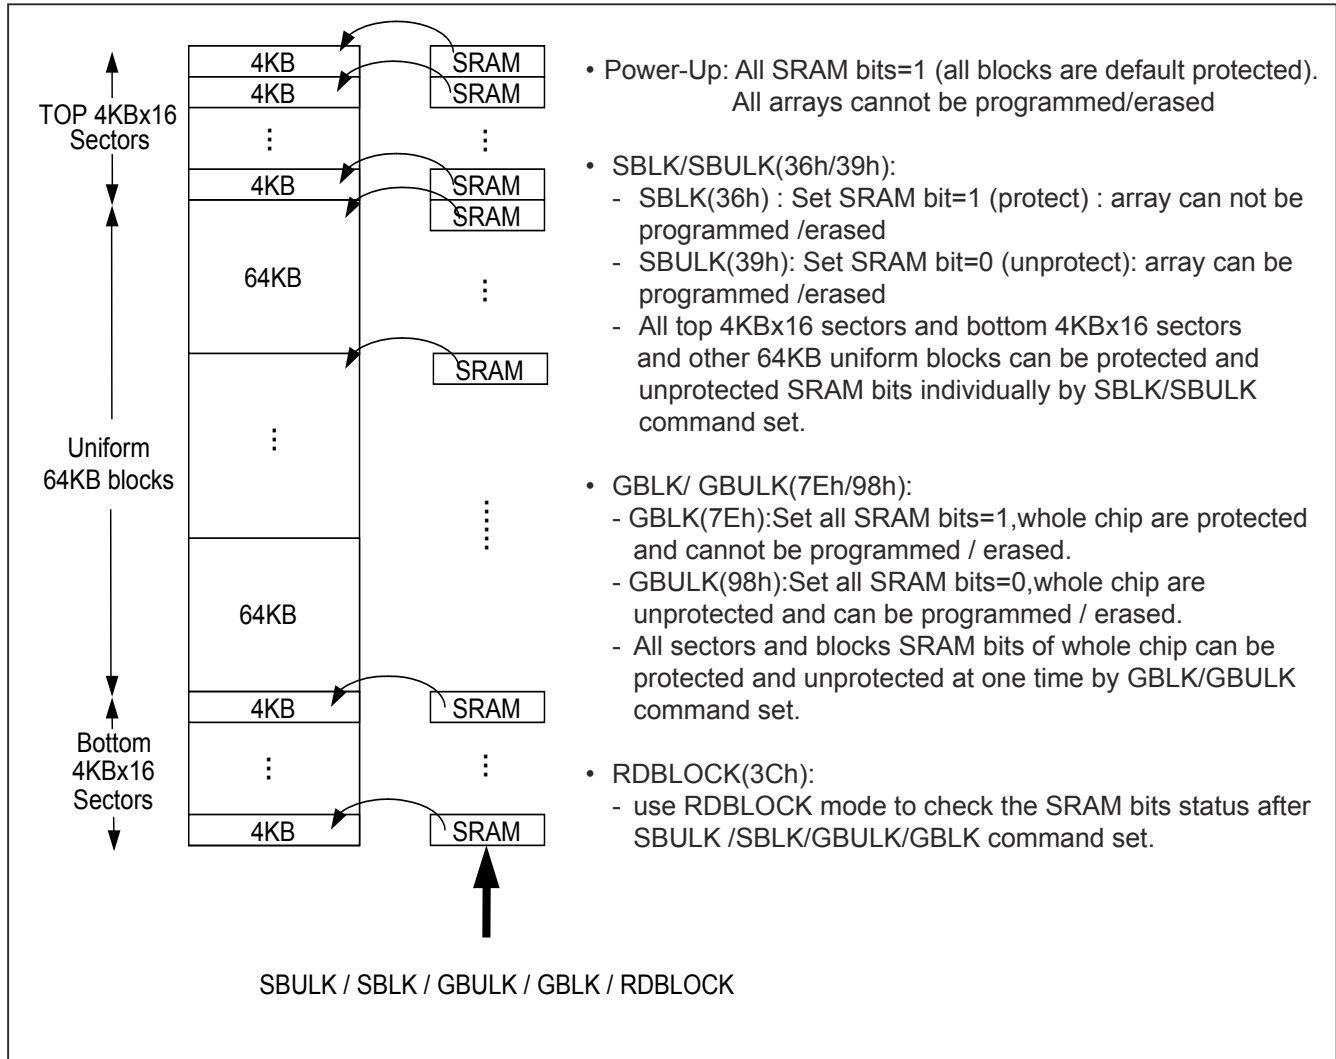 4KB
SRAM
4KB
SRAM
TOP 4KBx16
Sectors
⋮
⋮
4KB
SRAM
SRAM
64KB
⋮
SRAM
Uniform
64KB blocks
⋮
⋮
64KB
4KB
SRAM
Bottom
4KBx16
Sectors
⋮
⋮
4KB
SRAM
SBULK / SBLK / GBULK / GBLK / RDBLOCK
• Power-Up: All SRAM bits=1 (all blocks are default protected).
All arrays cannot be programmed/erased
• SBLK/SBULK(36h/39h):
- SBLK(36h) : Set SRAM bit=1 (protect) : array can not be
programmed /erased
- SBULK(39h): Set SRAM bit=0 (unprotect): array can be
programmed /erased
- All top 4KBx16 sectors and bottom 4KBx16 sectors
and other 64KB uniform blocks can be protected and
unprotected SRAM bits individually by SBLK/SBULK
command set.
• GBLK/ GBULK(7Eh/98h):
- GBLK(7Eh):Set all SRAM bits=1,whole chip are protected
and cannot be programmed / erased.
- GBULK(98h):Set all SRAM bits=0,whole chip are
unprotected and can be programmed / erased.
- All sectors and blocks SRAM bits of whole chip can be
protected and unprotected at one time by GBLK/GBULK
command set.
• RDBLOCK(3Ch):
- use RDBLOCK mode to check the SRAM bits status after
SBULK /SBLK/GBULK/GBLK command set.